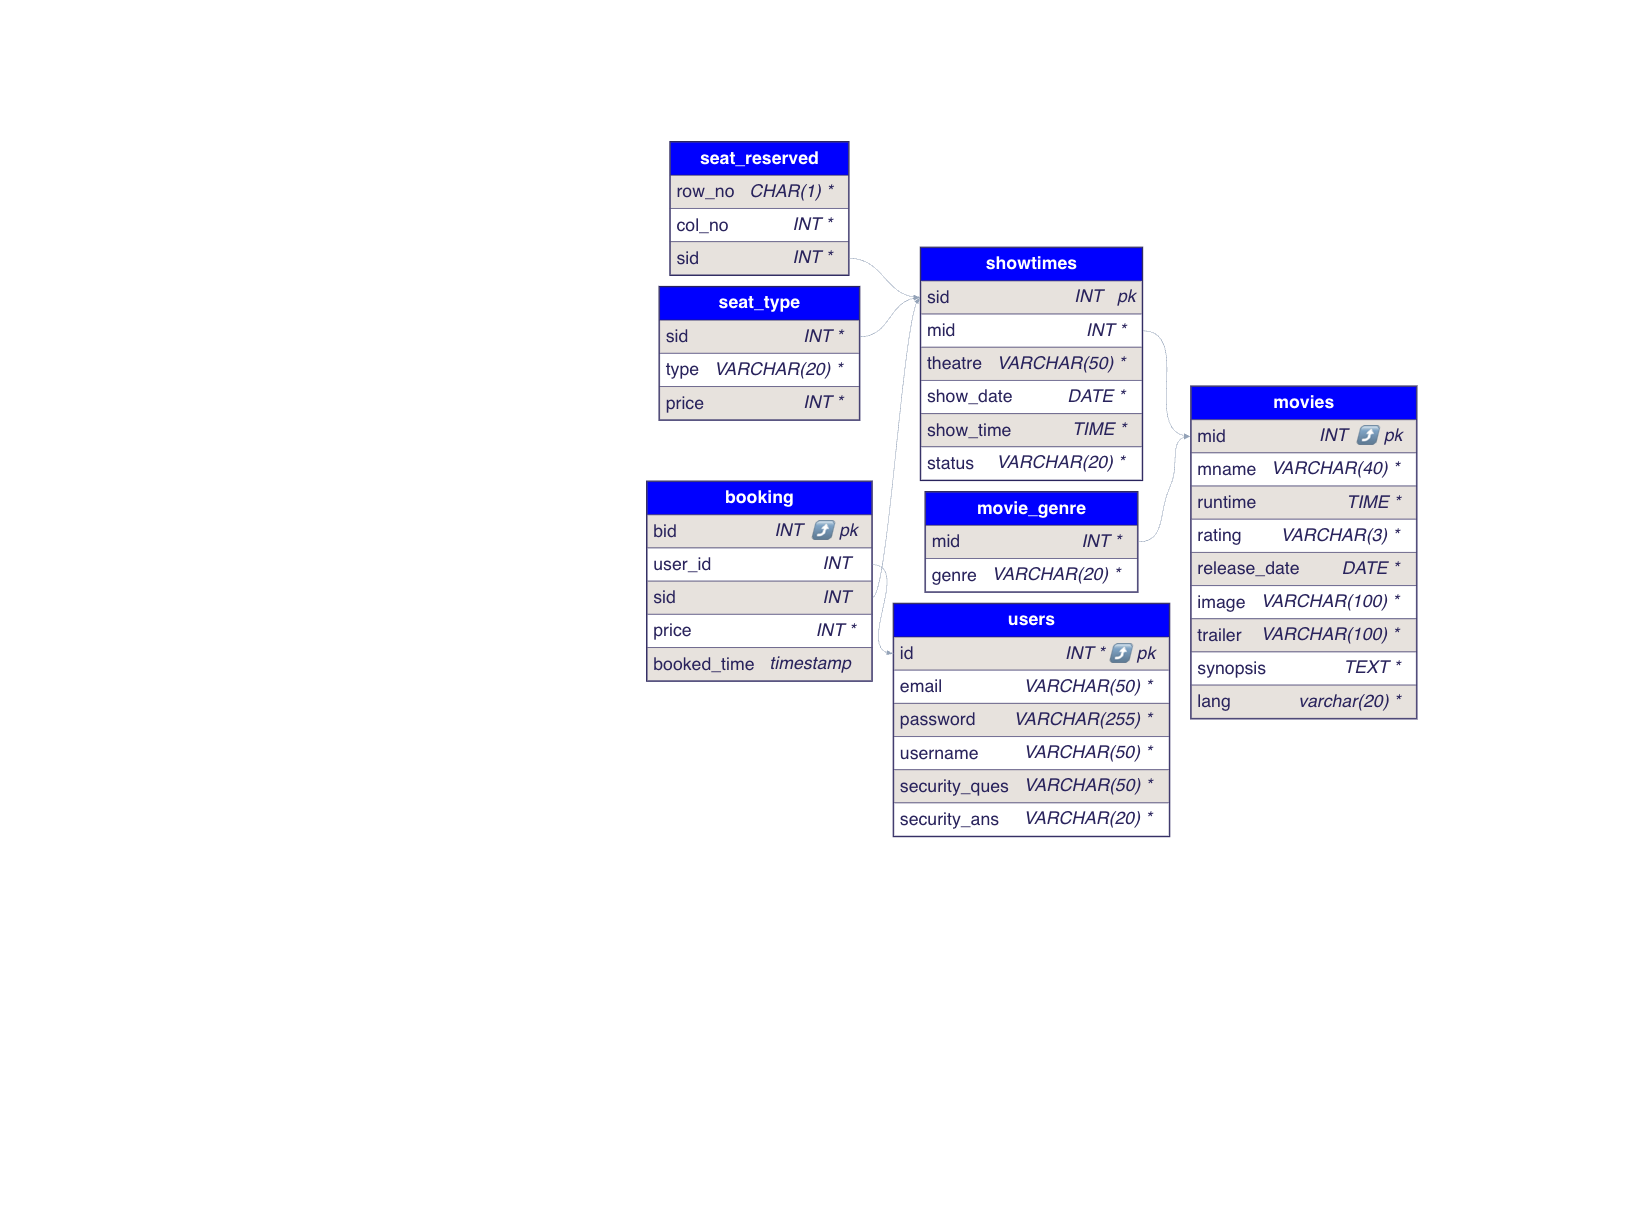 seat_reserved
row_no CHAR(1) *
col_no INT *
sid INT *
seat_type
sid INT *
type VARCHAR(20) *
price INT *
booking
bid INT ⤴ pk
user_id INT
sid INT
price INT *
booked_time timestamp
showtimes
sid INT pk
mid INT *
theatre VARCHAR(50) *
show_date DATE *
show_time TIME *
status VARCHAR(20) *
movie_genre
mid INT *
genre VARCHAR(20) *
users
id INT * ⤴ pk
email VARCHAR(50) *
password VARCHAR(255) *
username VARCHAR(50) *
security_ques VARCHAR(50) *
security_ans VARCHAR(20) *
movies
mid INT ⤴ pk
mname VARCHAR(40) *
runtime TIME *
rating VARCHAR(3) *
release_date DATE *
image VARCHAR(100) *
trailer VARCHAR(100) *
synopsis TEXT *
lang varchar(20) *